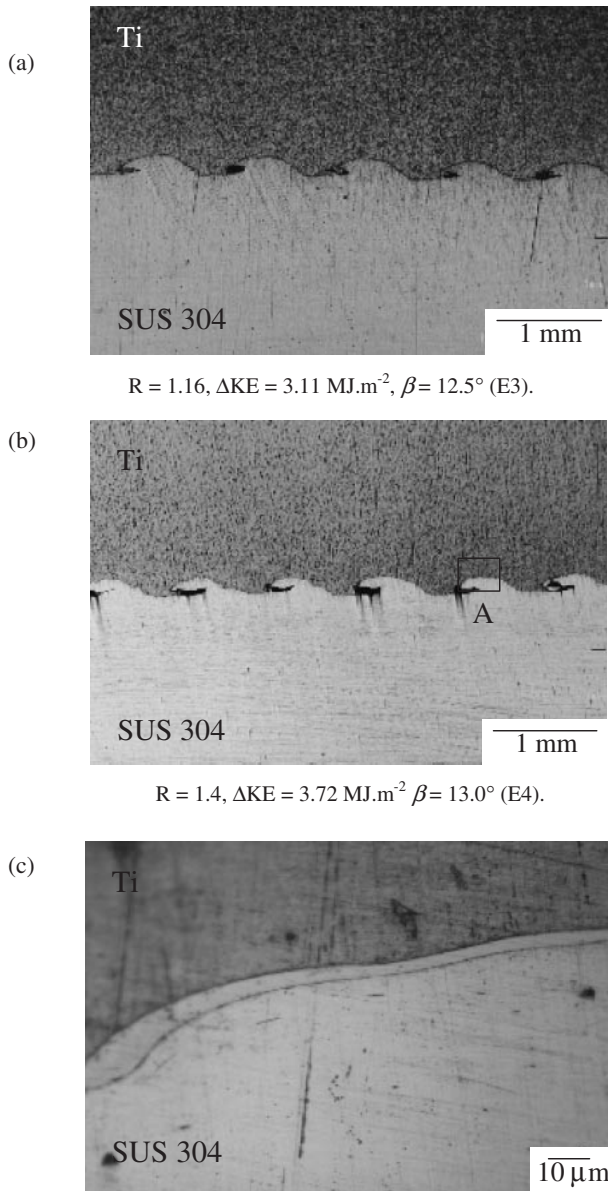 (a)
Ti
SUS 304
1 mm
R = 1.16, ΔKE = 3.11 MJ.m⁻², β = 12.5° (E3).
(b)
Ti
A
SUS 304
1 mm
R = 1.4, ΔKE = 3.72 MJ.m⁻² β = 13.0° (E4).
(c)
Ti
SUS 304
10 μm